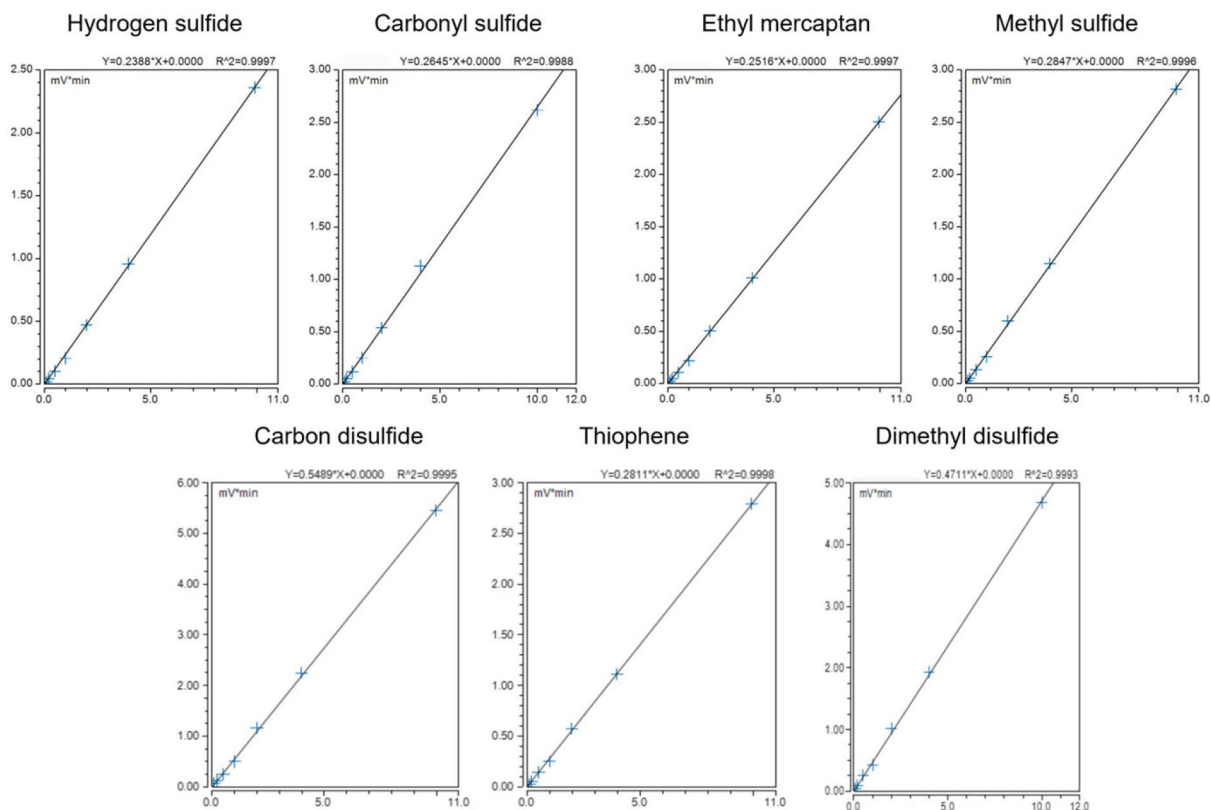 Hydrogen sulfide
Y=0.2388*X+0.0000 R^2=0.9997
mV*min
2.50
2.00
1.50
1.00
0.50
0.00
0.0 5.0 11.0
Carbonyl sulfide
Y=0.2645*X+0.0000 R^2=0.9988
mV*min
3.00
2.50
2.00
1.50
1.00
0.50
0.00
0.0 5.0 10.0 12.0
Ethyl mercaptan
Y=0.2516*X+0.0000 R^2=0.9997
mV*min
3.00
2.50
2.00
1.50
1.00
0.50
0.00
0.0 5.0 11.0
Methyl sulfide
Y=0.2847*X+0.0000 R^2=0.9996
mV*min
3.00
2.50
2.00
1.50
1.00
0.50
0.00
0.0 5.0 11.0
Carbon disulfide
Y=0.5489*X+0.0000 R^2=0.9995
mV*min
6.00
5.00
4.00
3.00
2.00
1.00
0.00
0.0 5.0 11.0
Thiophene
Y=0.2811*X+0.0000 R^2=0.9998
mV*min
3.00
2.50
2.00
1.50
1.00
0.50
0.00
0.0 5.0 11.0
Dimethyl disulfide
Y=0.4711*X+0.0000 R^2=0.9993
mV*min
5.00
4.00
3.00
2.00
1.00
0.00
0.0 5.0 10.0 12.0